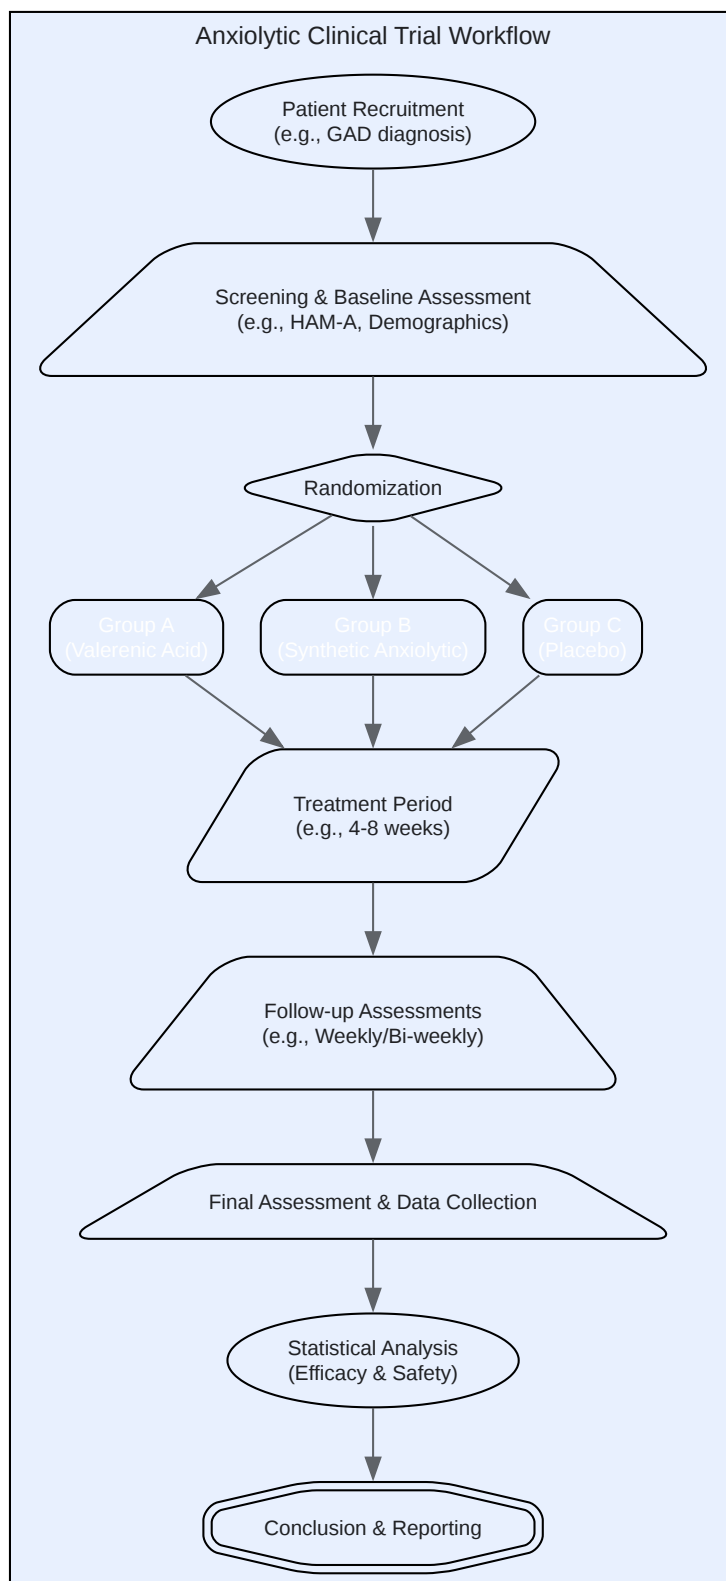 Anxiolytic Clinical Trial Workflow
Patient Recruitment
(e.g., GAD diagnosis)
Screening & Baseline Assessment
(e.g., HAM-A, Demographics)
Randomization
Group A
(Valerenic Acid)
Group B
(Synthetic Anxiolytic)
Group C
(Placebo)
Treatment Period
(e.g., 4-8 weeks)
Follow-up Assessments
(e.g., Weekly/Bi-weekly)
Final Assessment & Data Collection
Statistical Analysis
(Efficacy & Safety)
Conclusion & Reporting